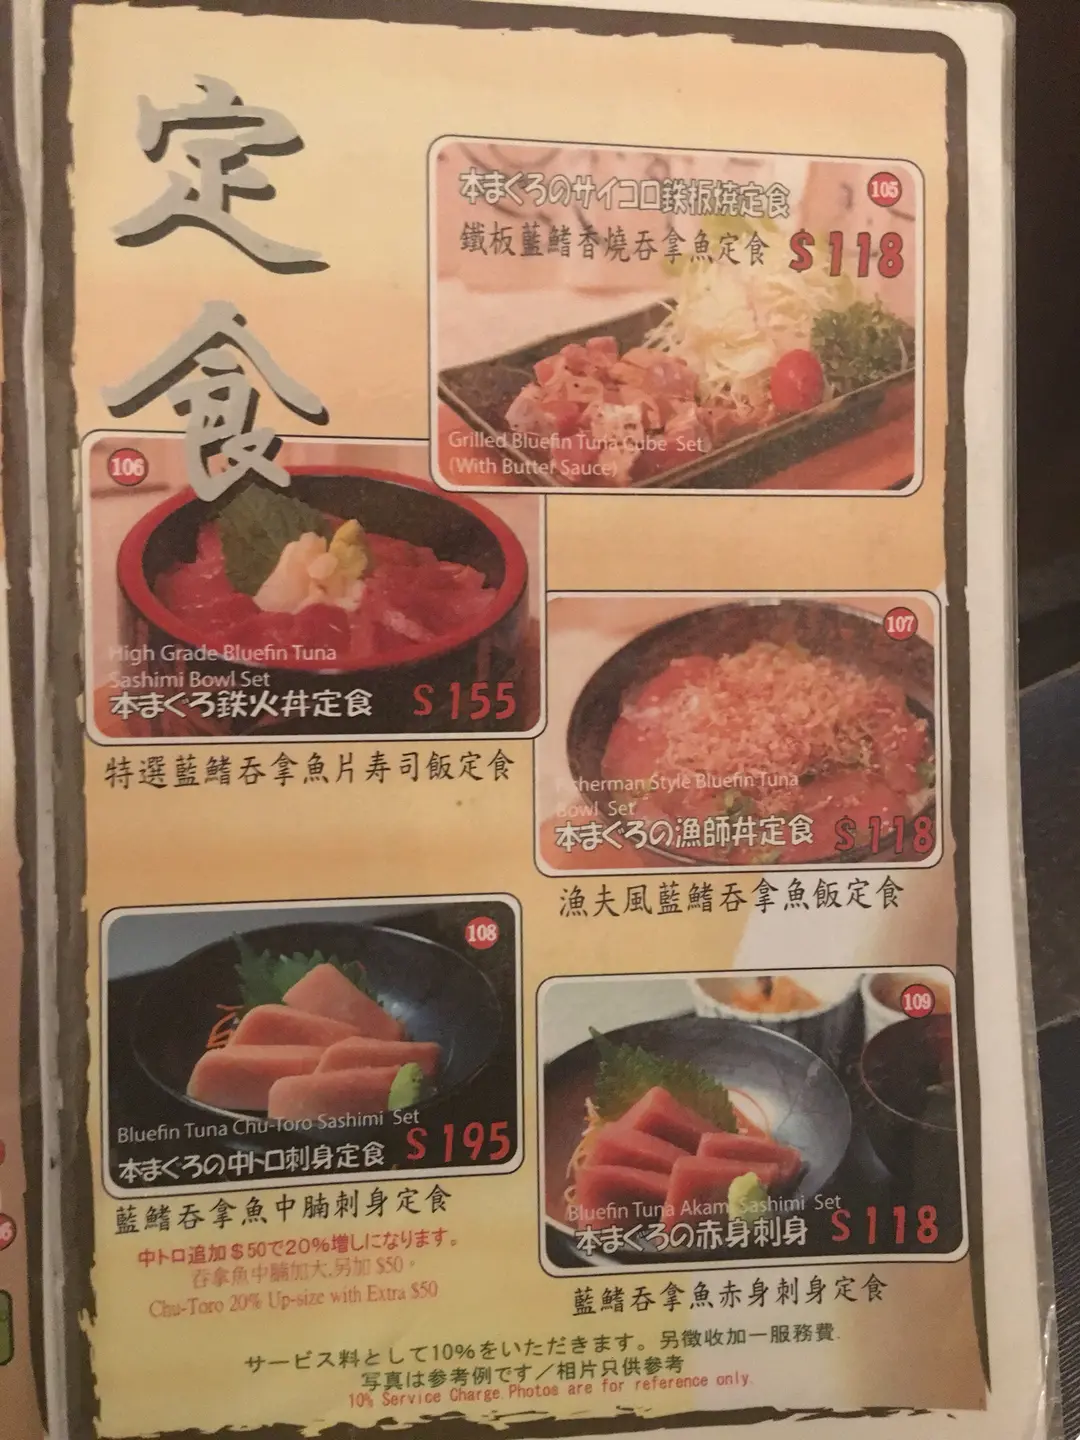 定食
本まぐろのサイコロ鉄板焼定食
105
鐵板藍鰭香燒吞拿魚定食
$118
Grilled Bluefin Tuna Cube Set
(With Butter Sauce)
106
High Grade Bluefin Tuna
Sashimi Bowl Set
本まぐろ鉄火丼定食
$155
特選藍鰭吞拿魚片寿司飯定食
107
Fisherman Style Bluefin Tuna
Bowl Set
本まぐろの漁師丼定食
$118
漁夫風藍鰭吞拿魚飯定食
108
Bluefin Tuna Chu-Toro Sashimi Set
本まぐろの中トロ刺身定食
$195
藍鰭吞拿魚中腩刺身定食
中トロ追加$50で20%増しになります。
吞拿魚中腩加大,另加$50。
Chu-Toro 20% Up-size with Extra $50
109
Bluefin Tuna Akami Sashimi Set
本まぐろの赤身刺身
$118
藍鰭吞拿魚赤身刺身定食
サービス料として10%をいただきます。另徵收加一服務費.
写真は参考例です/相片只供參考
10% Service Charge.Photos are for reference only.